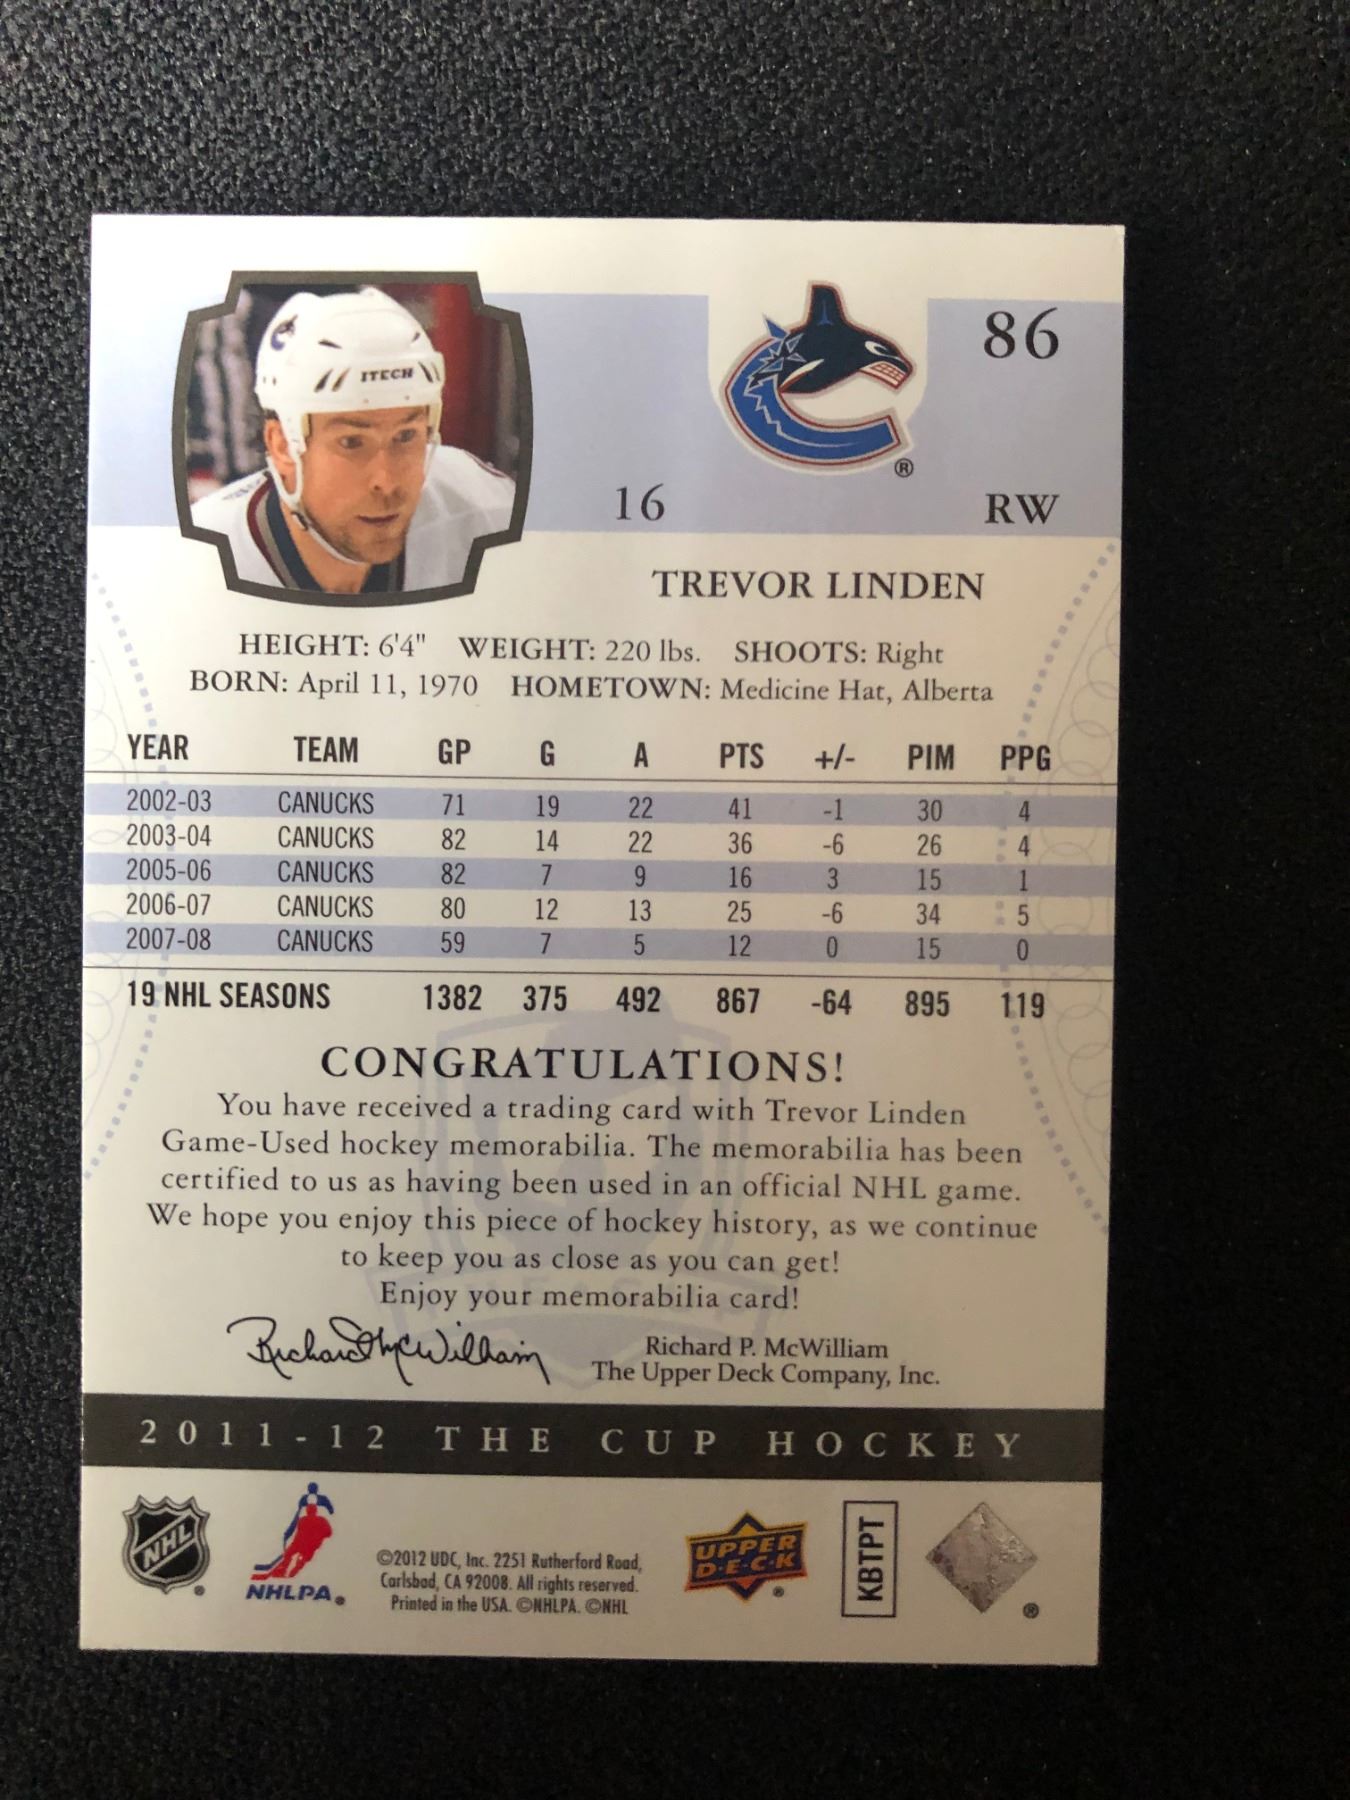 ITECH
86
®
16
RW
TREVOR LINDEN
HEIGHT: 6'4" WEIGHT: 220 lbs. SHOOTS: Right
BORN: April 11, 1970 HOMETOWN: Medicine Hat, Alberta
YEAR TEAM GP G A PTS +/- PIM PPG
2002-03 CANUCKS 71 19 22 41 -1 30 4
2003-04 CANUCKS 82 14 22 36 -6 26 4
2005-06 CANUCKS 82 7 9 16 3 15 1
2006-07 CANUCKS 80 12 13 25 -6 34 5
2007-08 CANUCKS 59 7 5 12 0 15 0
19 NHL SEASONS 1382 375 492 867 -64 895 119
CONGRATULATIONS!
You have received a trading card with Trevor Linden
Game-Used hockey memorabilia. The memorabilia has been
certified to us as having been used in an official NHL game.
We hope you enjoy this piece of hockey history, as we continue
to keep you as close as you can get!
Enjoy your memorabilia card!
Richard McWilliam
Richard P. McWilliam
The Upper Deck Company, Inc.
2011-12 THE CUP HOCKEY
NHL ®
NHLPA ®
©2012 UDC, Inc. 2251 Rutherford Road,
Carlsbad, CA 92008. All rights reserved.
Printed in the USA. ©NHLPA. ©NHL
UPPER
D·E·C·K ®
KBTPT
®